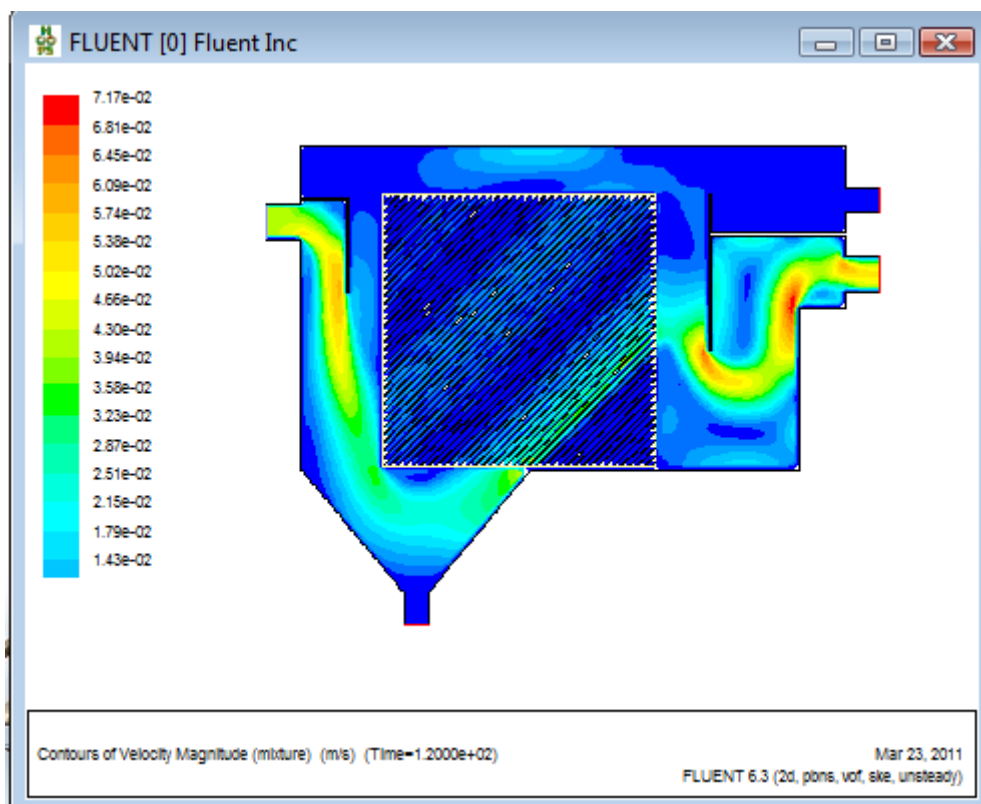 FLUENT [0] Fluent Inc
7.17e-02
6.81e-02
6.45e-02
6.09e-02
5.74e-02
5.38e-02
5.02e-02
4.66e-02
4.30e-02
3.94e-02
3.58e-02
3.23e-02
2.87e-02
2.51e-02
2.15e-02
1.79e-02
1.43e-02
Contours of Velocity Magnitude (mixture) (m/s) (Time=1.2000e+02)
Mar 23, 2011
FLUENT 6.3 (2d, pbns, vof, ske, unsteady)